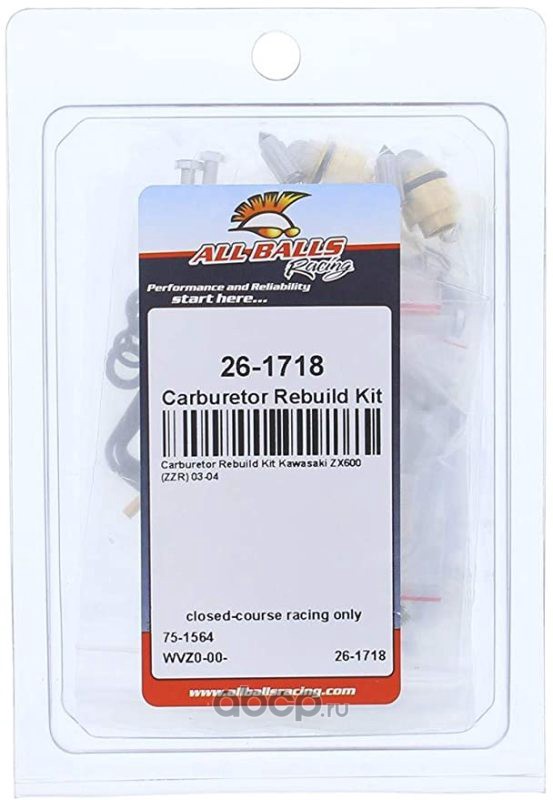 ALL BALLS
Racing
Performance and Reliability
start here...
26-1718
Carburetor Rebuild Kit
Carburetor Rebuild Kit Kawasaki ZX600
(ZZR) 03-04
closed-course racing only
75-1564
WVZ0-00- 26-1718
www.allballsracing.com
abcp.ru